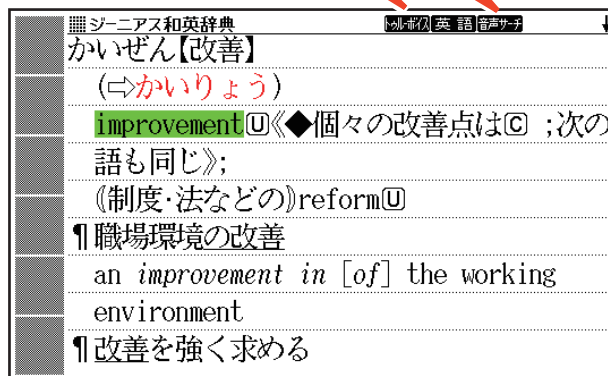 ジーニアス和英辞典 トゥルーボイス 英語 音声サーチ
かいぜん【改善】
(⇨かいりょう)
improvementⓊ《◆個々の改善点はⒸ ;次の
語も同じ》;
⦅制度·法などの⦆reformⓊ
¶職場環境の改善
an improvement in [of] the working
environment
¶改善を強く求める